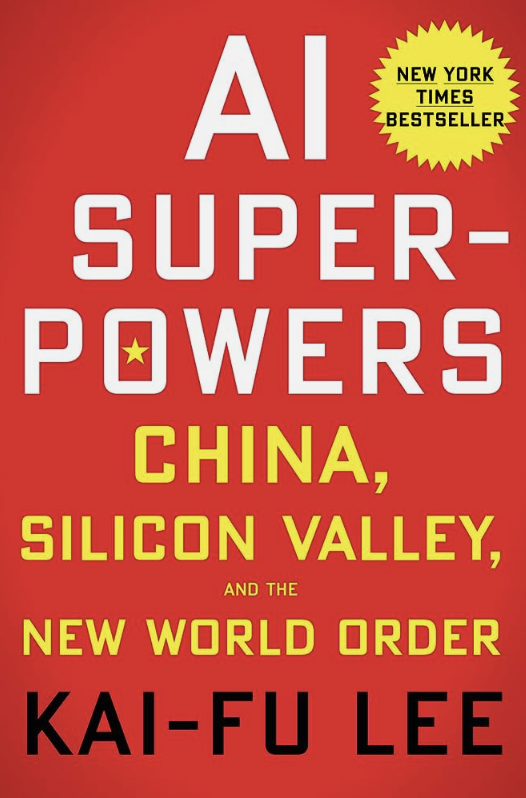 AI
NEW YORK
TIMES
BESTSELLER
SUPER-
POWERS
CHINA,
SILICON VALLEY,
AND THE
NEW WORLD ORDER
KAI-FU LEE